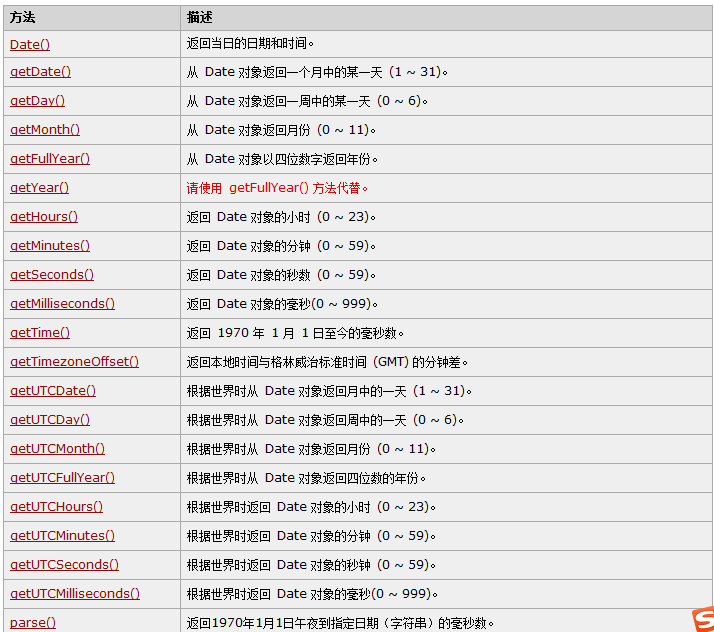 方法 描述
Date() 返回当日的日期和时间。
getDate() 从 Date 对象返回一个月中的某一天 (1 ~ 31)。
getDay() 从 Date 对象返回一周中的某一天 (0 ~ 6)。
getMonth() 从 Date 对象返回月份 (0 ~ 11)。
getFullYear() 从 Date 对象以四位数字返回年份。
getYear() 请使用 getFullYear() 方法代替。
getHours() 返回 Date 对象的小时 (0 ~ 23)。
getMinutes() 返回 Date 对象的分钟 (0 ~ 59)。
getSeconds() 返回 Date 对象的秒数 (0 ~ 59)。
getMilliseconds() 返回 Date 对象的毫秒(0 ~ 999)。
getTime() 返回 1970 年 1 月 1 日至今的毫秒数。
getTimezoneOffset() 返回本地时间与格林威治标准时间 (GMT) 的分钟差。
getUTCDate() 根据世界时从 Date 对象返回月中的一天 (1 ~ 31)。
getUTCDay() 根据世界时从 Date 对象返回周中的一天 (0 ~ 6)。
getUTCMonth() 根据世界时从 Date 对象返回月份 (0 ~ 11)。
getUTCFullYear() 根据世界时从 Date 对象返回四位数的年份。
getUTCHours() 根据世界时返回 Date 对象的小时 (0 ~ 23)。
getUTCMinutes() 根据世界时返回 Date 对象的分钟 (0 ~ 59)。
getUTCSeconds() 根据世界时返回 Date 对象的秒钟 (0 ~ 59)。
getUTCMilliseconds() 根据世界时返回 Date 对象的毫秒(0 ~ 999)。
parse() 返回1970年1月1日午夜到指定日期（字符串）的毫秒数。